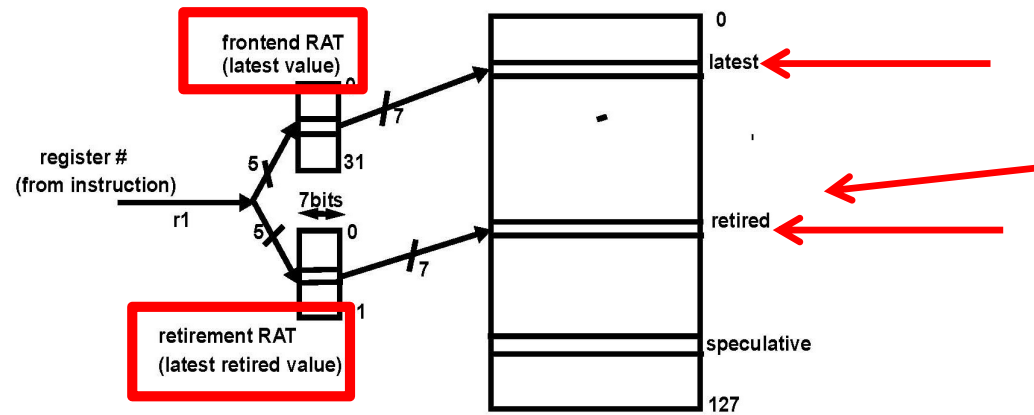 frontend RAT
(latest value)
0
latest
7
register #
(from instruction)
5
31
r1
7bits
5
0
retired
7
1
retirement RAT
(latest retired value)
speculative
127